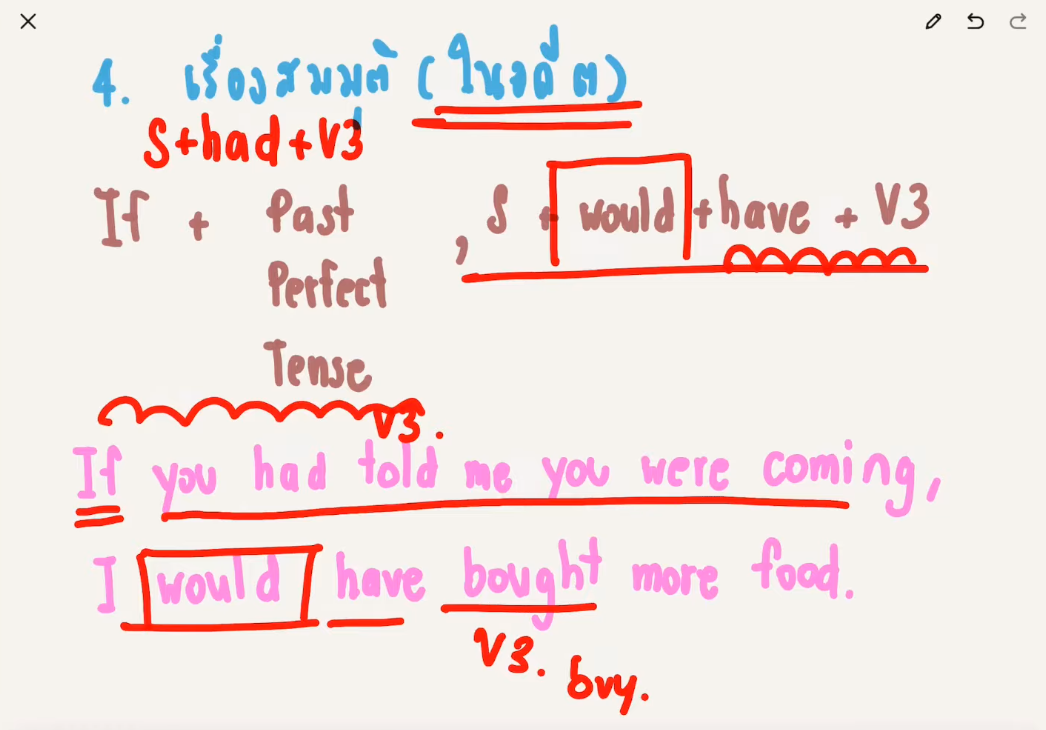 4. เรื่องสมมติ (ในอดีต)
S+had+V3
If + Past , S + would + have + V3
Perfect
Tense
V3.
If you had told me you were coming,
I would have bought more food.
V3. buy.